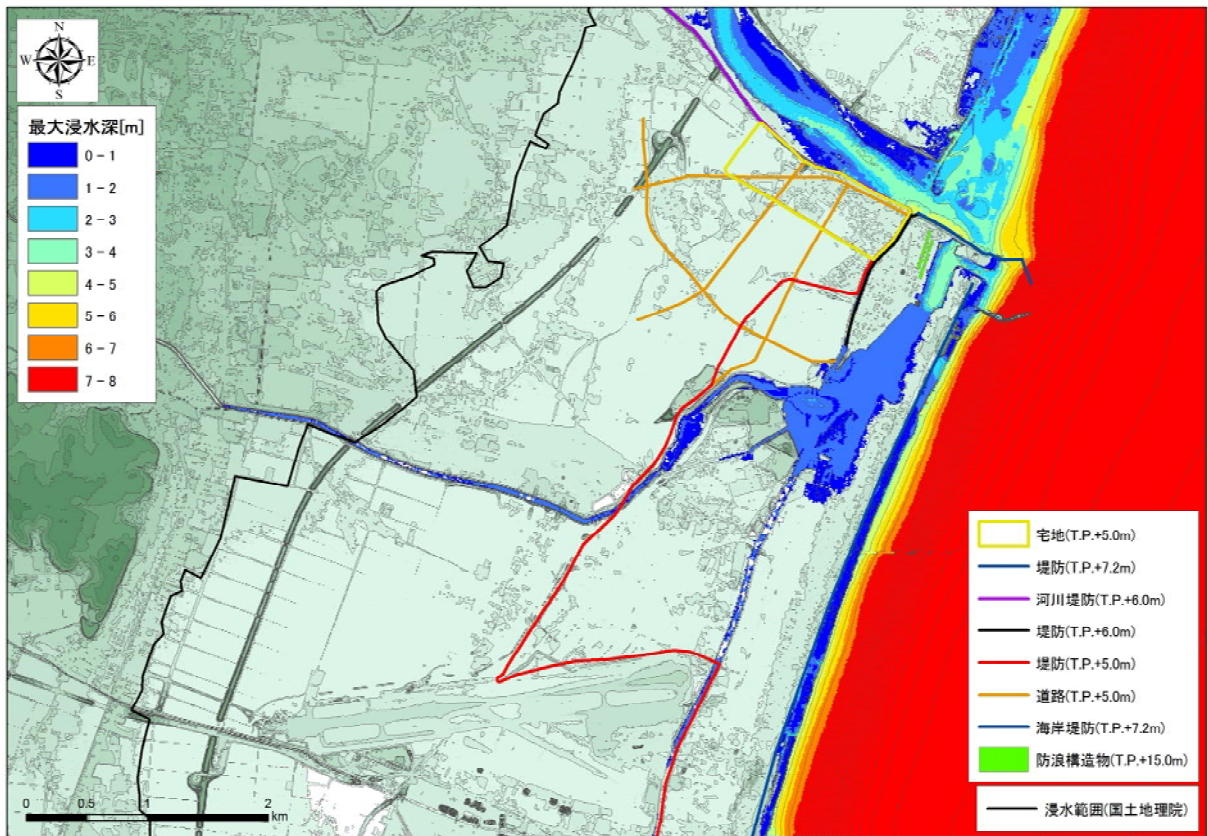 N
W E
S
最大浸水深[m]
0 - 1
1 - 2
2 - 3
3 - 4
4 - 5
5 - 6
6 - 7
7 - 8
宅地(T.P.+5.0m)
堤防(T.P.+7.2m)
河川堤防(T.P.+6.0m)
堤防(T.P.+6.0m)
堤防(T.P.+5.0m)
道路(T.P.+5.0m)
海岸堤防(T.P.+7.2m)
防浪構造物(T.P.+15.0m)
浸水範囲(国土地理院)
0 0.5 1 2
km